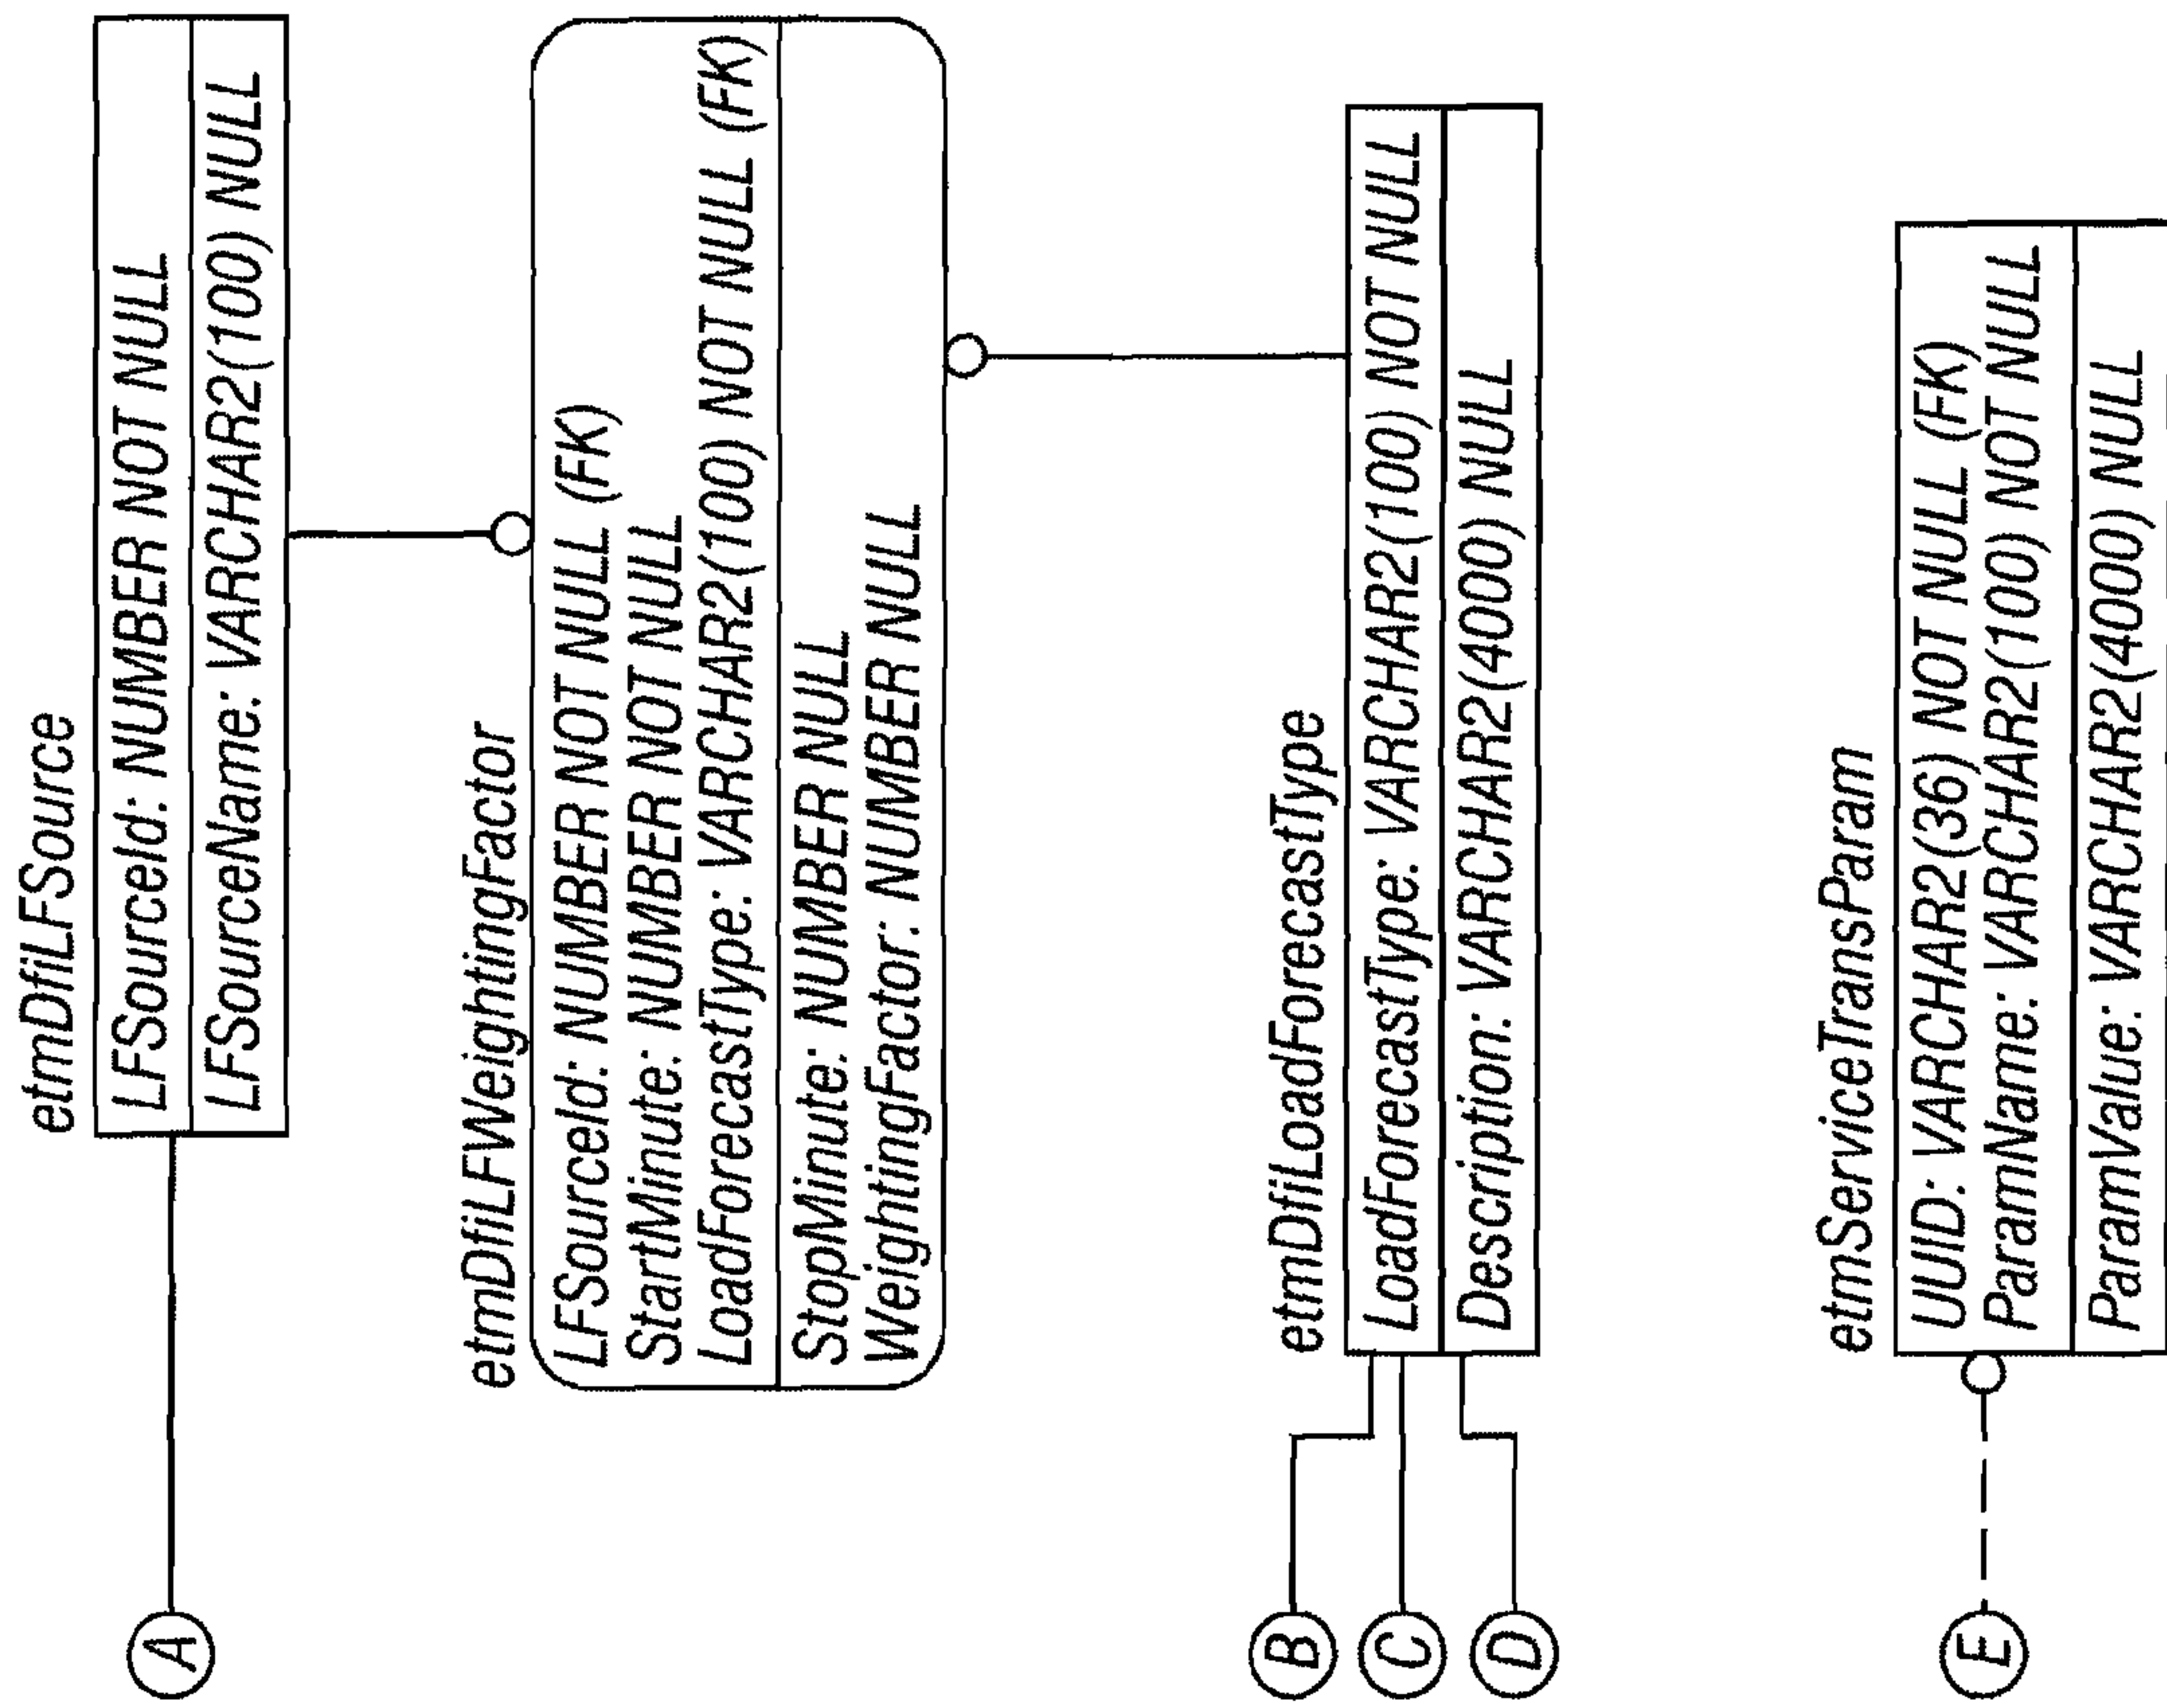 etmDfiLFSource
LFSourceId: NUMBER NOT NULL
LFSourceName: VARCHAR2(100) NULL
A
etmDfiLFWeightingFactor
LFSourceId: NUMBER NOT NULL (FK)
StartMinute: NUMBER NOT NULL
LoadForecastType: VARCHAR2(100) NOT NULL (FK)
StopMinute: NUMBER NULL
WeightingFactor: NUMBER NULL
etmDfiLoadForecastType
LoadForecastType: VARCHAR2(100) NOT NULL
Description: VARCHAR2(4000) NULL
B
C
D
etmServiceTransParam
UUID: VARCHAR2(36) NOT NULL (FK)
ParamName: VARCHAR2(100) NOT NULL
ParamValue: VARCHAR2(4000) NULL
E